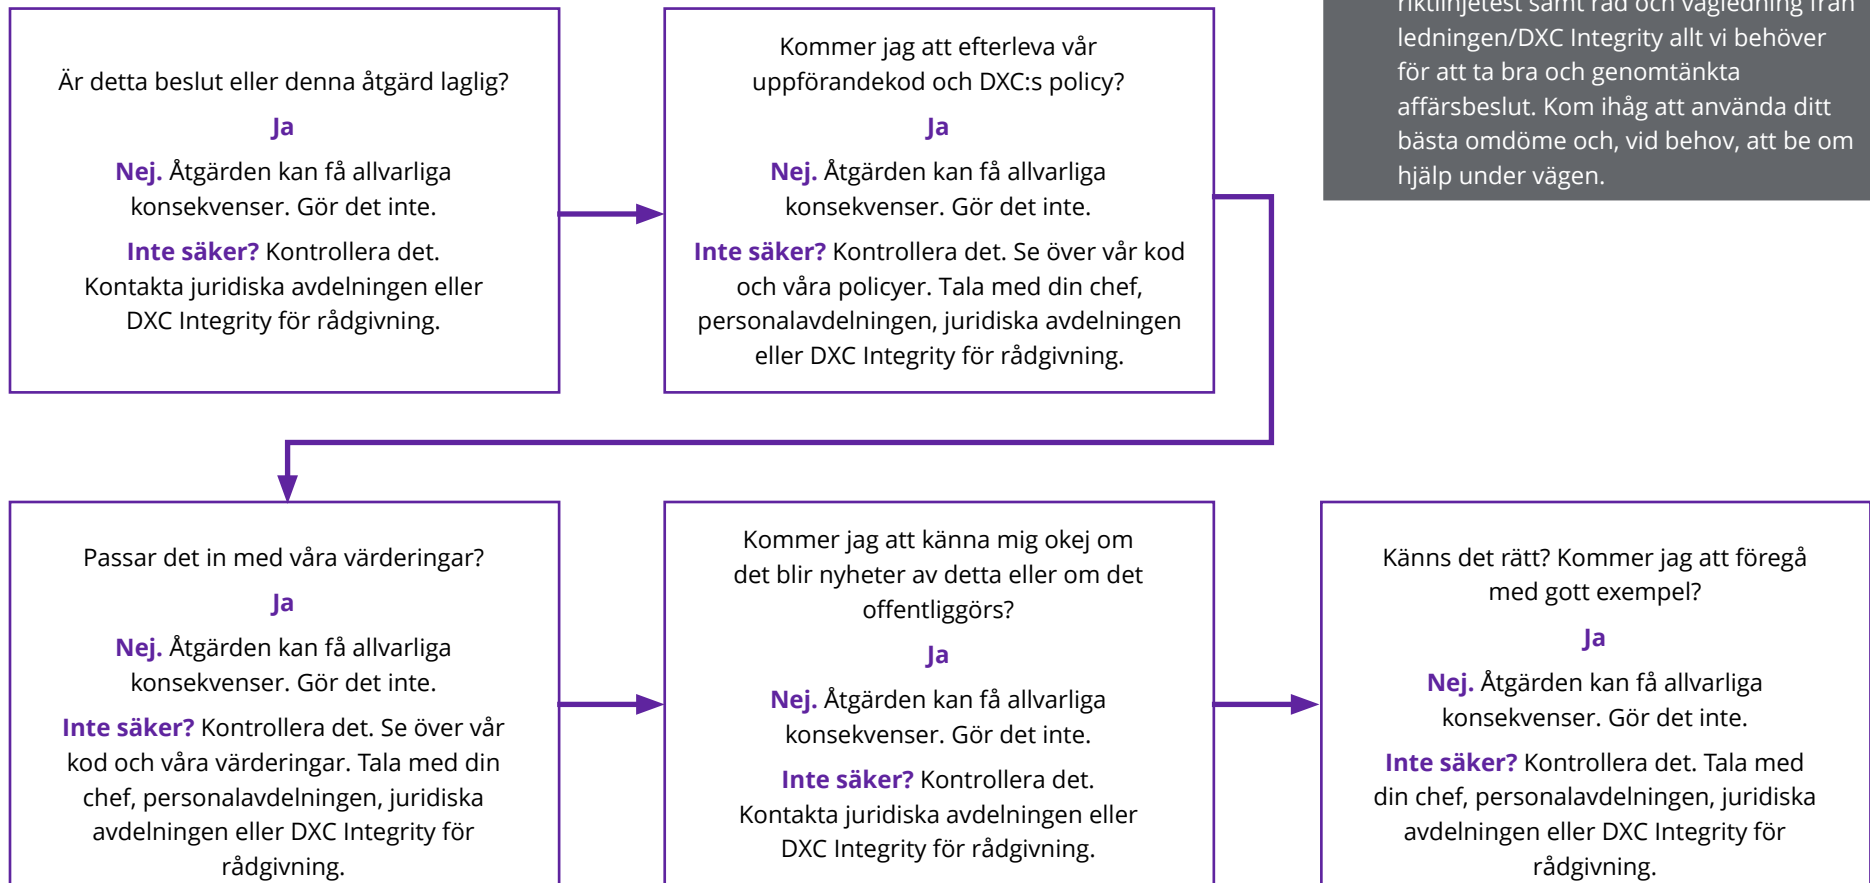 Är detta beslut eller denna åtgärd laglig?
Ja
Nej. Åtgärden kan få allvarliga
konsekvenser. Gör det inte.
Inte säker? Kontrollera det.
Kontakta juridiska avdelningen eller
DXC Integrity för rådgivning.
Kommer jag att efterleva vår
uppförandekod och DXC:s policy?
Ja
Nej. Åtgärden kan få allvarliga
konsekvenser. Gör det inte.
Inte säker? Kontrollera det. Se över vår kod
och våra policyer. Tala med din chef,
personalavdelningen, juridiska avdelningen
eller DXC Integrity för rådgivning.
riktlinjetest samt råd och vägledning från
ledningen/DXC Integrity allt vi behöver
för att ta bra och genomtänkta
affärsbeslut. Kom ihåg att använda ditt
bästa omdöme och, vid behov, att be om
hjälp under vägen.
Passar det in med våra värderingar?
Ja
Nej. Åtgärden kan få allvarliga
konsekvenser. Gör det inte.
Inte säker? Kontrollera det. Se över vår
kod och våra värderingar. Tala med din
chef, personalavdelningen, juridiska
avdelningen eller DXC Integrity för
rådgivning.
Kommer jag att känna mig okej om
det blir nyheter av detta eller om det
offentliggörs?
Ja
Nej. Åtgärden kan få allvarliga
konsekvenser. Gör det inte.
Inte säker? Kontrollera det.
Kontakta juridiska avdelningen eller
DXC Integrity för rådgivning.
Känns det rätt? Kommer jag att föregå
med gott exempel?
Ja
Nej. Åtgärden kan få allvarliga
konsekvenser. Gör det inte.
Inte säker? Kontrollera det. Tala med
din chef, personalavdelningen, juridiska
avdelningen eller DXC Integrity för
rådgivning.